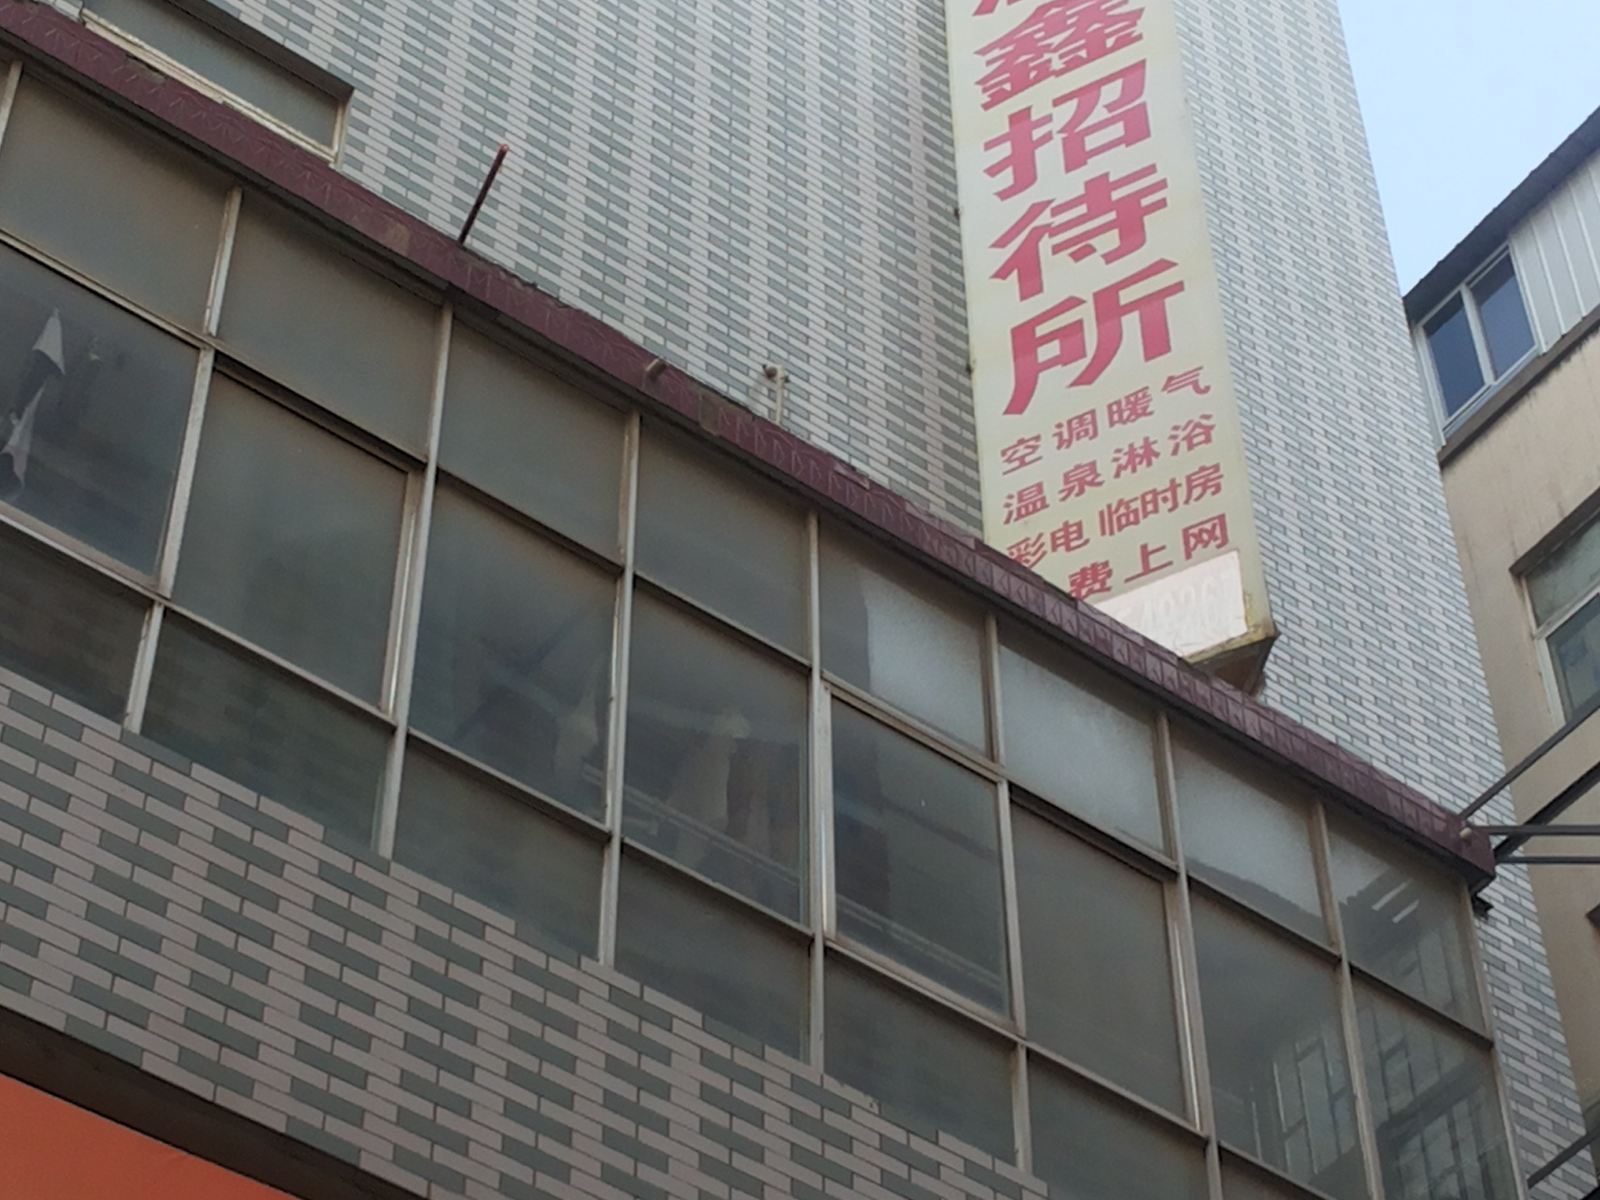 鑫招待所
空调暖气
温泉淋浴
彩电临时房
费上网